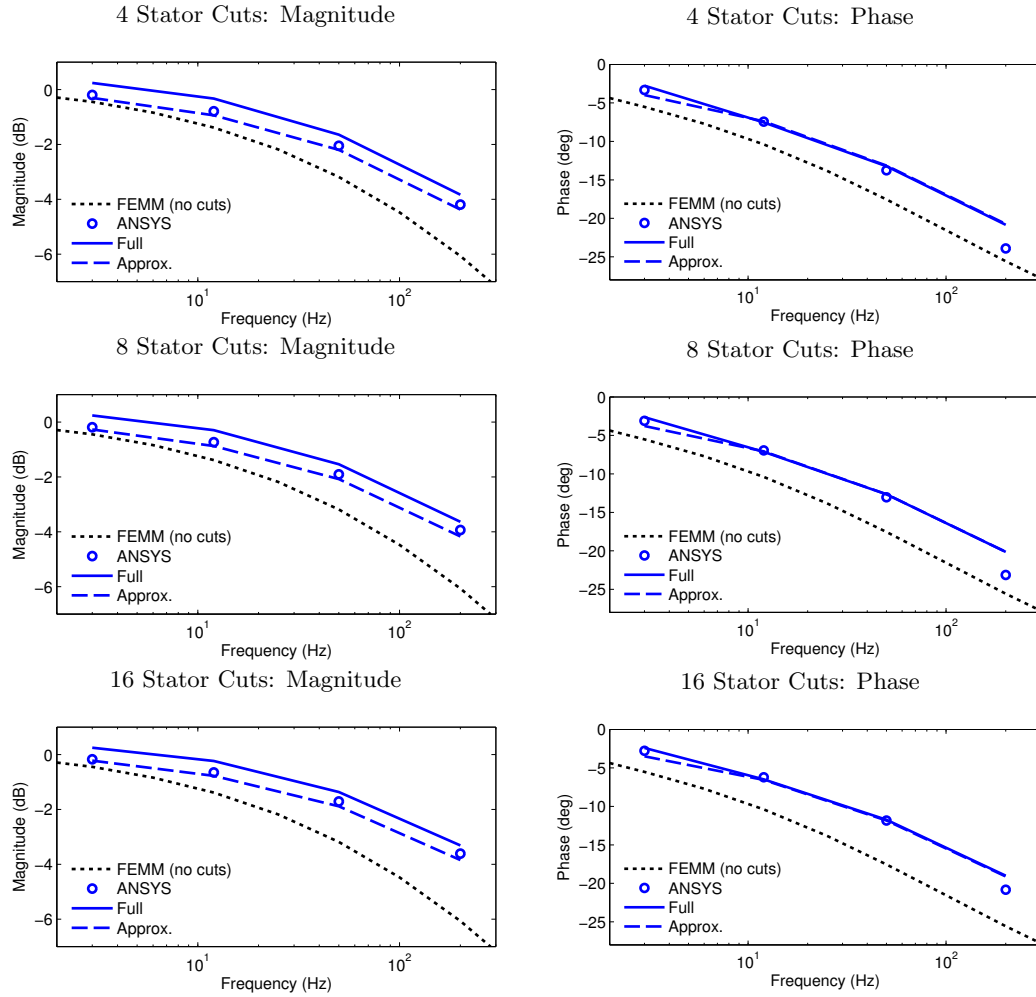 4 Stator Cuts: Magnitude
0
−2
−4
−6
Magnitude (dB)
FEMM (no cuts)
ANSYS
Full
Approx.
10^1
10^2
Frequency (Hz)
4 Stator Cuts: Phase
0
−5
−10
−15
−20
−25
Phase (deg)
FEMM (no cuts)
ANSYS
Full
Approx.
10^1
10^2
Frequency (Hz)
8 Stator Cuts: Magnitude
0
−2
−4
−6
Magnitude (dB)
FEMM (no cuts)
ANSYS
Full
Approx.
10^1
10^2
Frequency (Hz)
8 Stator Cuts: Phase
0
−5
−10
−15
−20
−25
Phase (deg)
FEMM (no cuts)
ANSYS
Full
Approx.
10^1
10^2
Frequency (Hz)
16 Stator Cuts: Magnitude
0
−2
−4
−6
Magnitude (dB)
FEMM (no cuts)
ANSYS
Full
Approx.
10^1
10^2
Frequency (Hz)
16 Stator Cuts: Phase
0
−5
−10
−15
−20
−25
Phase (deg)
FEMM (no cuts)
ANSYS
Full
Approx.
10^1
10^2
Frequency (Hz)